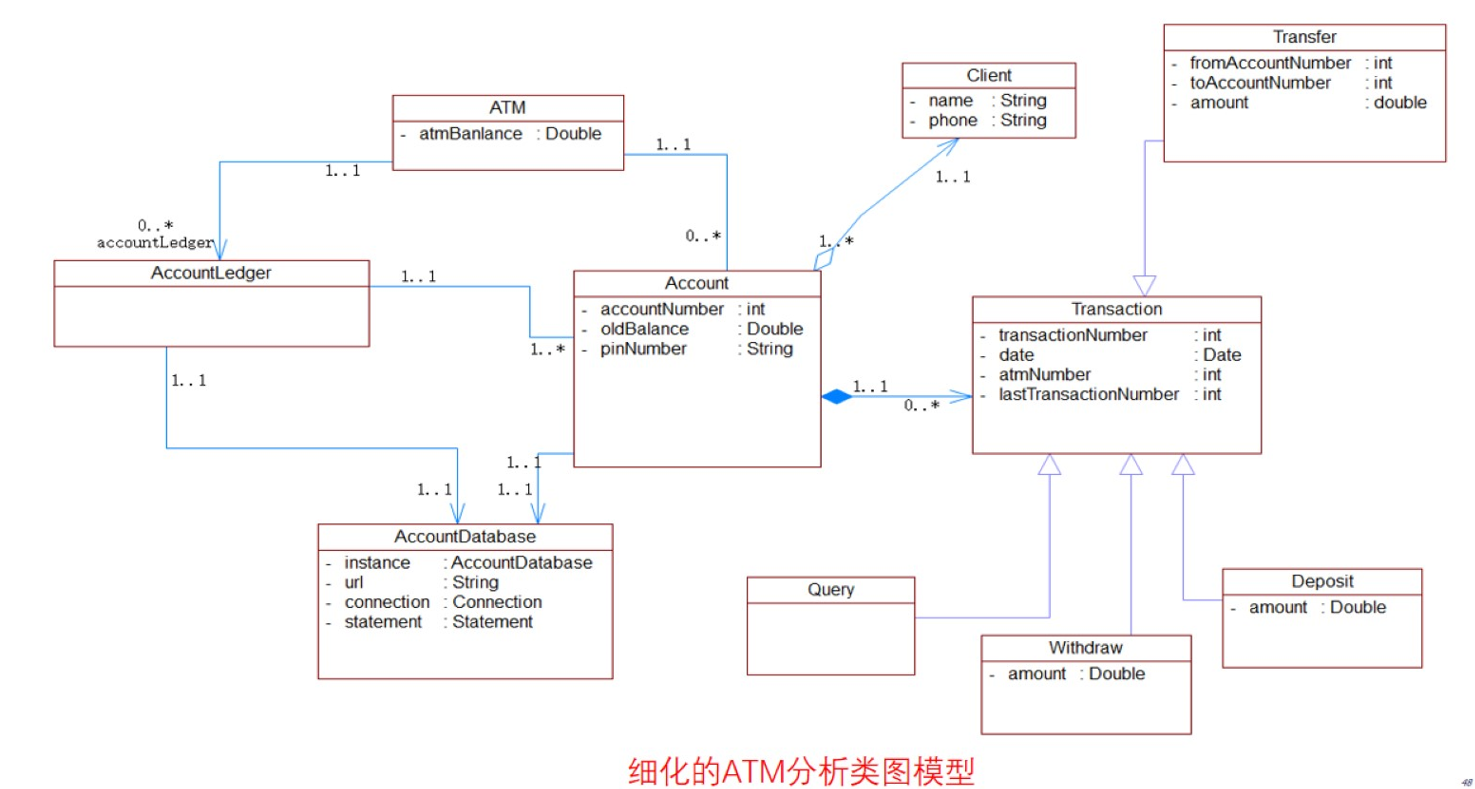 Transfer
- fromAccountNumber : int
- toAccountNumber : int
- amount : double
Client
- name : String
- phone : String
ATM
- atmBanlance : Double
1..1
1..1
1..1
0..*
accountLedger
0..*
1..*
AccountLedger
1..1
1..*
Account
- accountNumber : int
- oldBalance : Double
- pinNumber : String
Transaction
- transactionNumber : int
- date : Date
- atmNumber : int
- lastTransactionNumber : int
1..1
0..*
1..1
1..1
1..1
1..1
AccountDatabase
- instance : AccountDatabase
- url : String
- connection : Connection
- statement : Statement
Query
Withdraw
- amount : Double
Deposit
- amount : Double
细化的ATM分析类图模型
48